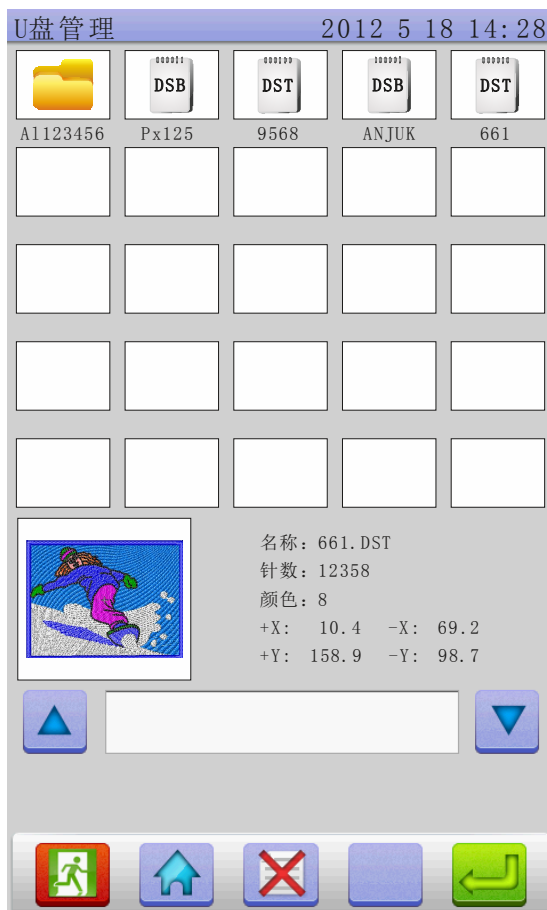 U盘管理 2012 5 18 14:28
DSB DST DSB DST
A1123456 Px125 9568 ANJUK 661
名称：661.DST
针数：12358
颜色：8
+X: 10.4 -X: 69.2
+Y: 158.9 -Y: 98.7